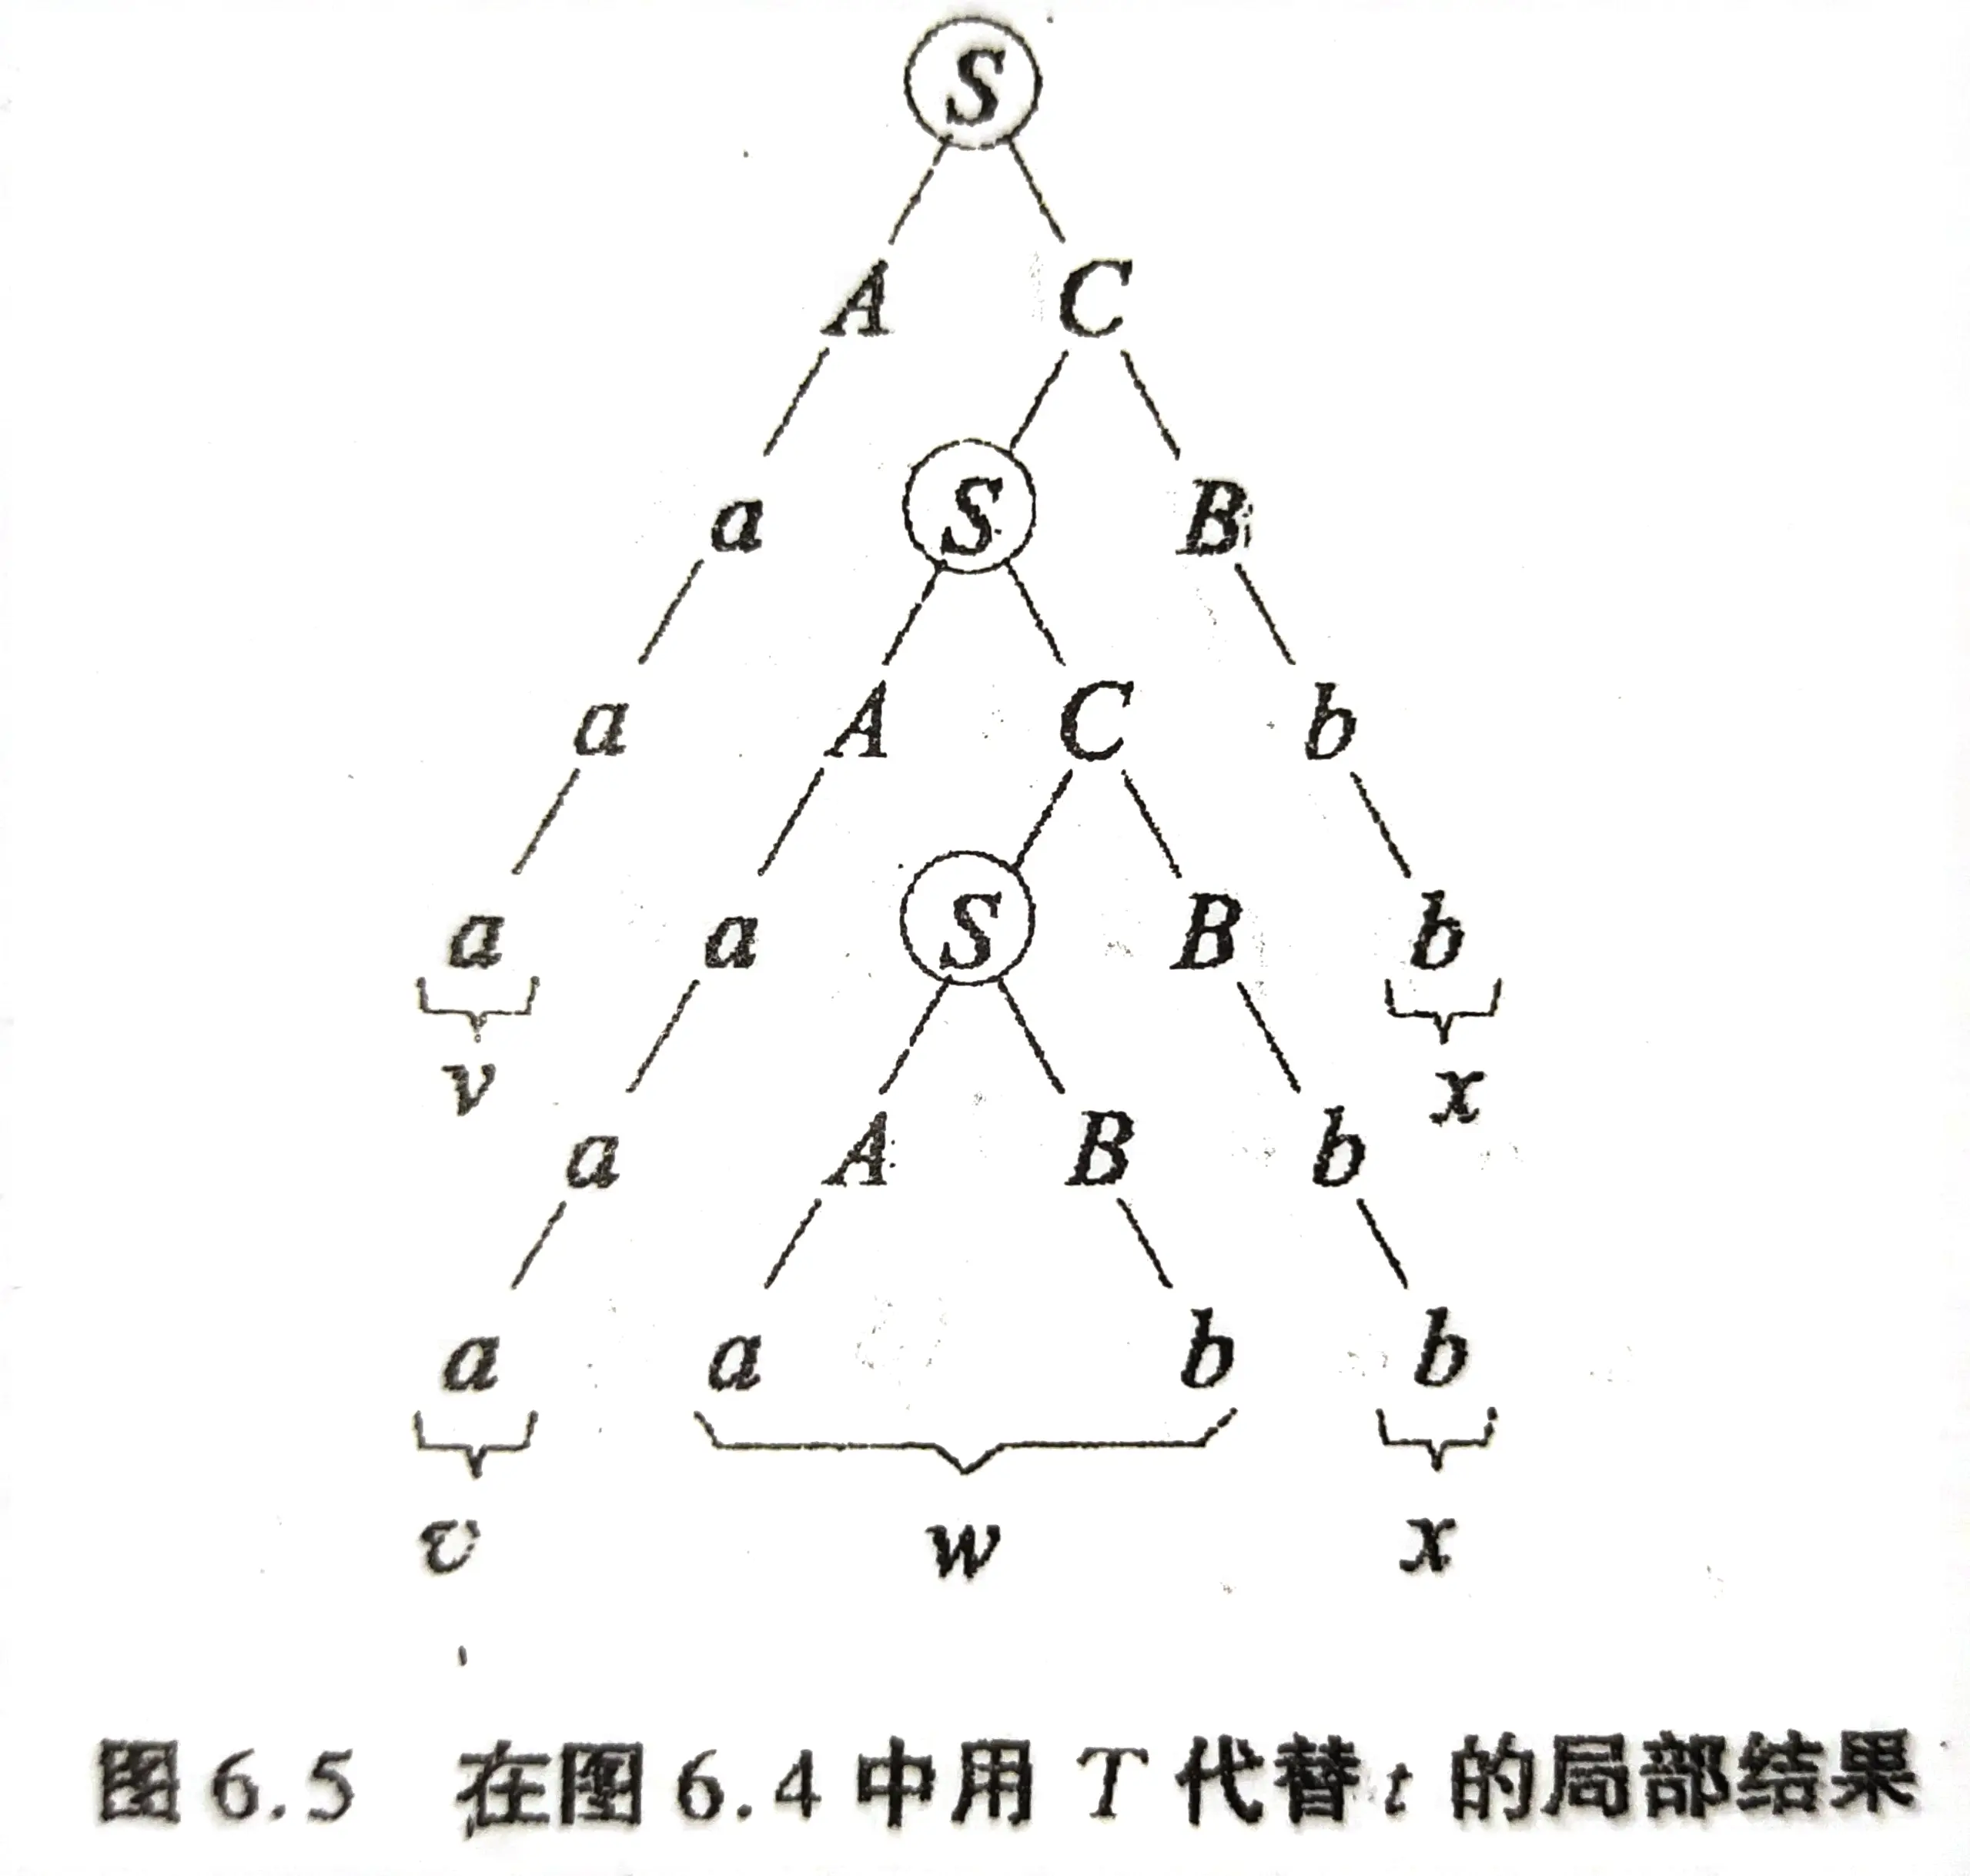 S
A C
a S B
a A C b
a a S B b
v x
a A B b
a a b b
v w x
图 6.5 在图 6.4 中用 T 代替 t 的局部结果